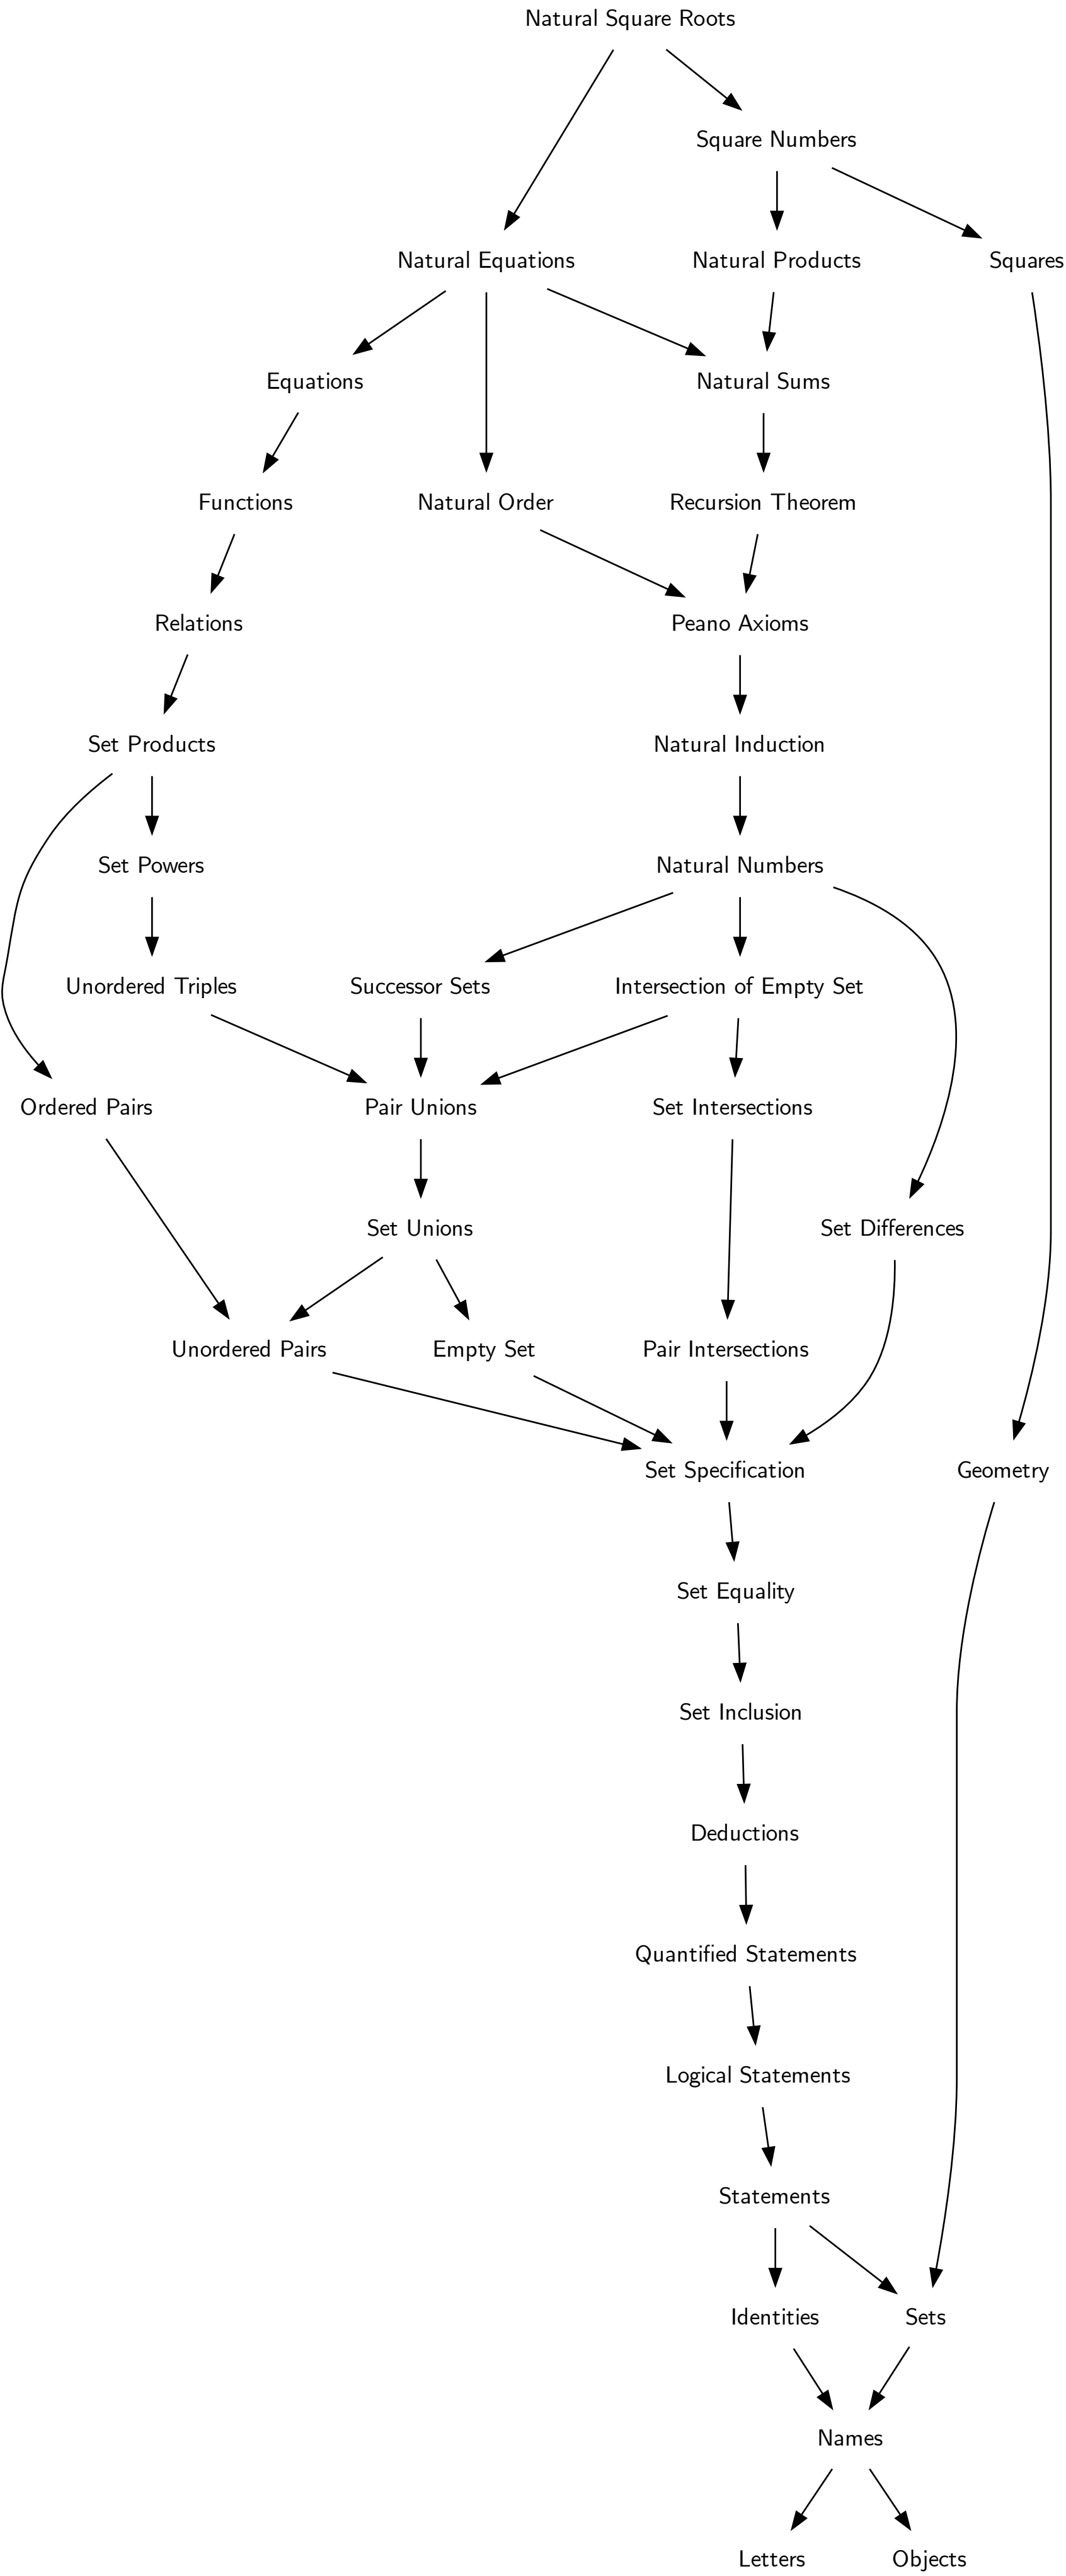 Natural Square Roots
Square Numbers
Natural Equations
Natural Products
Squares
Equations
Natural Sums
Functions
Natural Order
Recursion Theorem
Relations
Peano Axioms
Set Products
Natural Induction
Set Powers
Natural Numbers
Unordered Triples
Successor Sets
Intersection of Empty Set
Ordered Pairs
Pair Unions
Set Intersections
Set Unions
Set Differences
Unordered Pairs
Empty Set
Pair Intersections
Set Specification
Geometry
Set Equality
Set Inclusion
Deductions
Quantified Statements
Logical Statements
Statements
Identities
Sets
Names
Letters
Objects